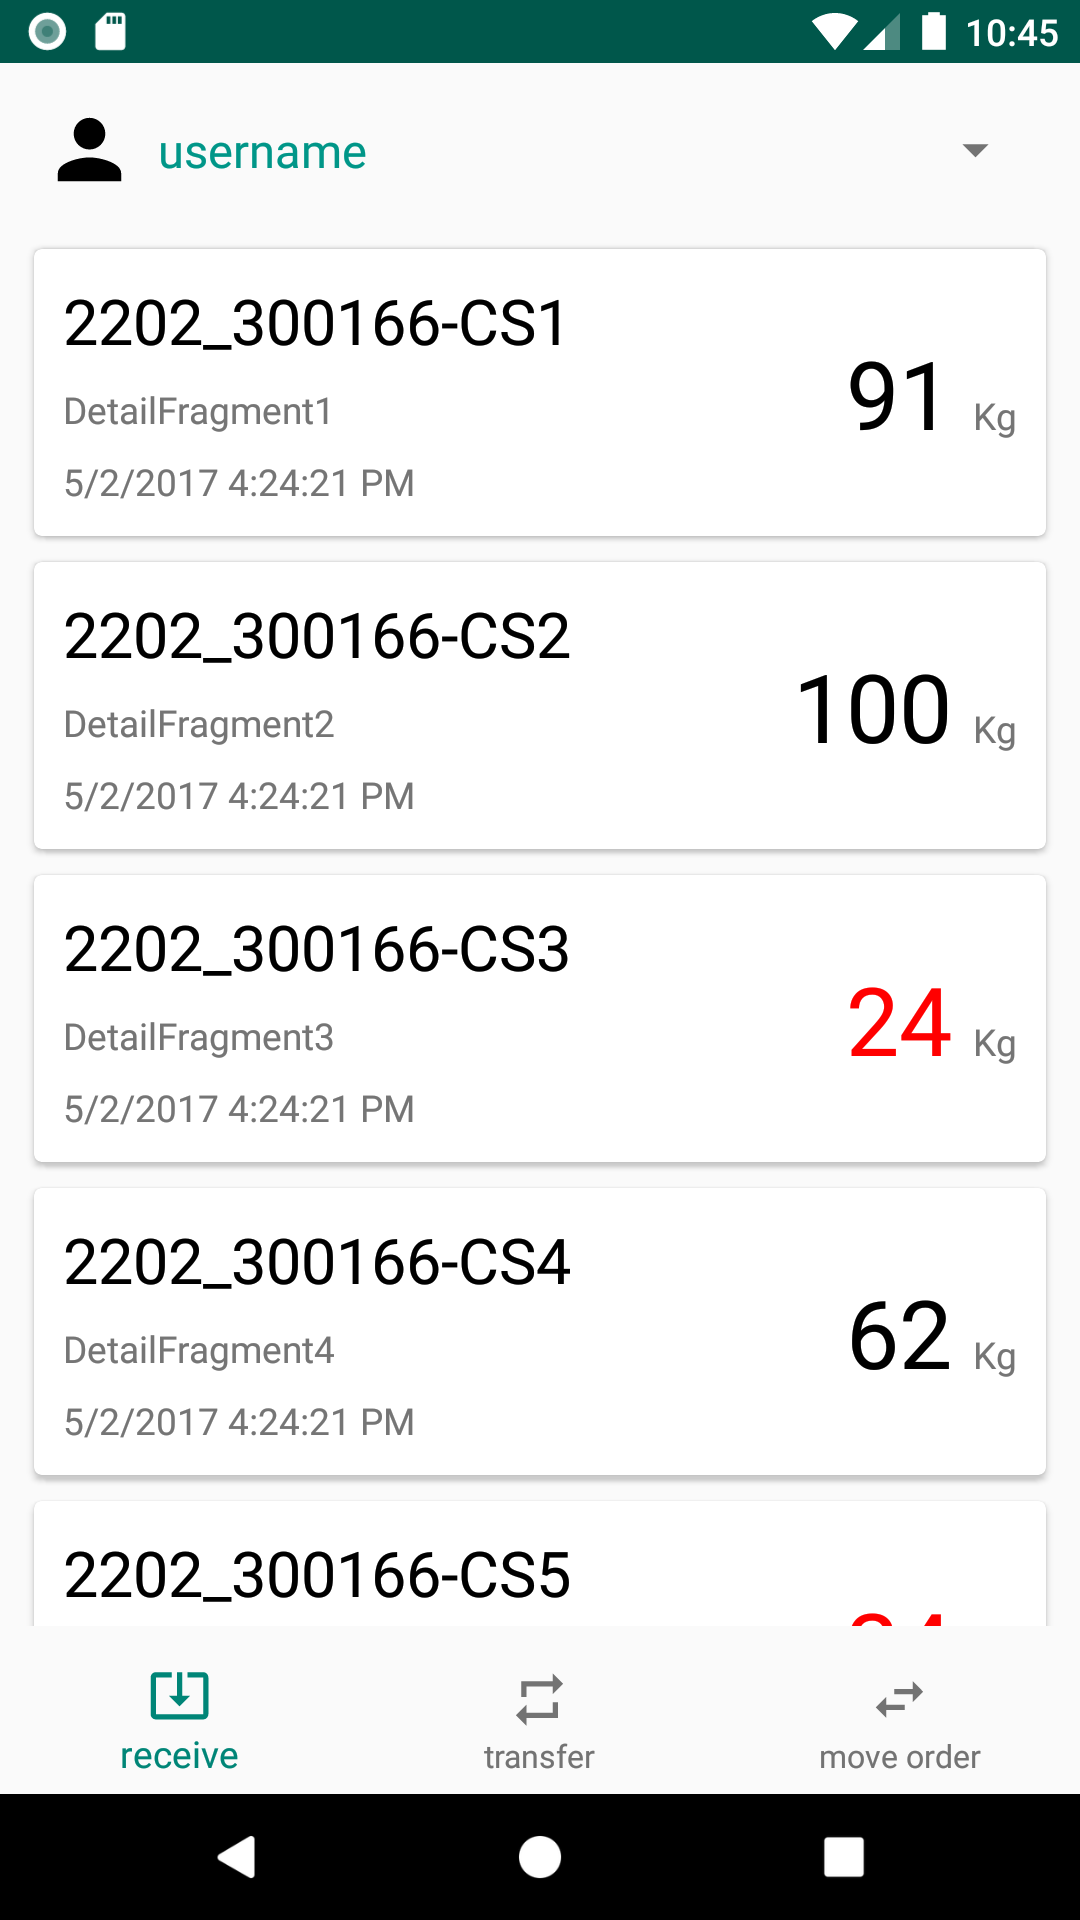 10:45
username
2202_300166-CS1
DetailFragment1
91 Kg
5/2/2017 4:24:21 PM
2202_300166-CS2
DetailFragment2
100 Kg
5/2/2017 4:24:21 PM
2202_300166-CS3
DetailFragment3
24 Kg
5/2/2017 4:24:21 PM
2202_300166-CS4
DetailFragment4
62 Kg
5/2/2017 4:24:21 PM
2202_300166-CS5
receive transfer move order